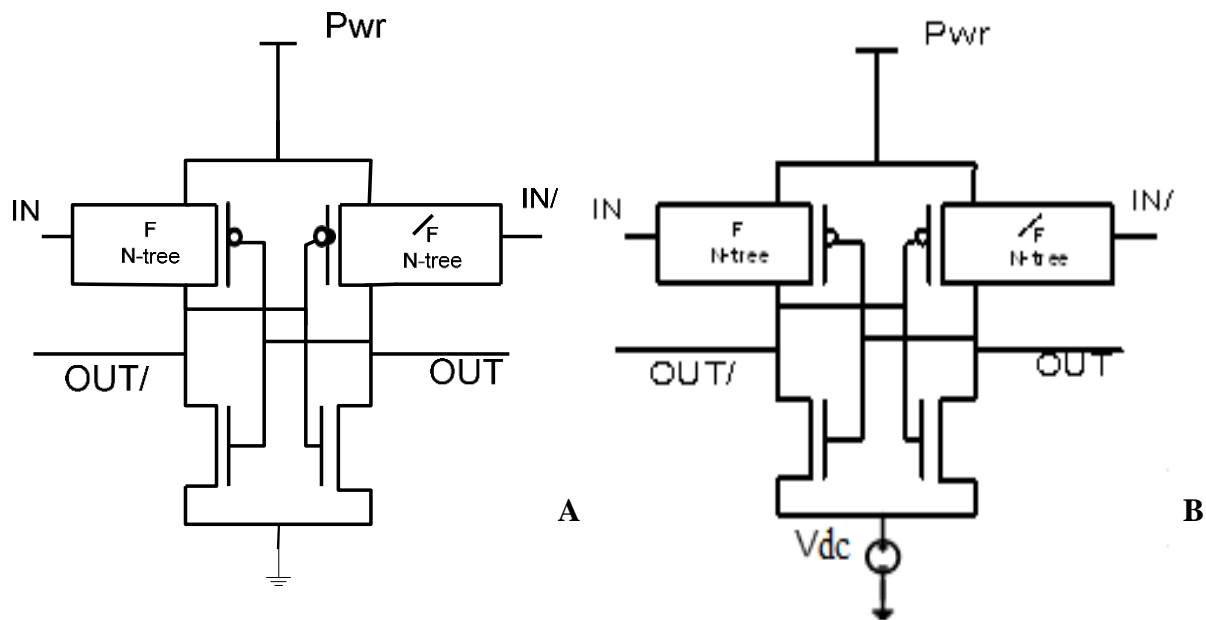 Pwr
IN
F
N-tree
/F
N-tree
IN/
OUT/
OUT
A
Pwr
IN
F
N-tree
/F
N-tree
IN/
OUT/
OUT
Vdc
B